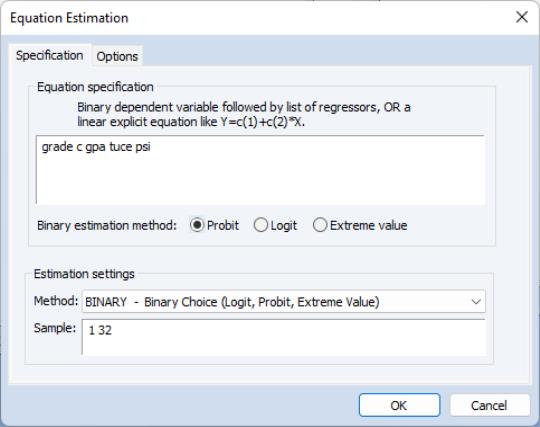 Equation Estimation
Specification
Options
Equation specification
Binary dependent variable followed by list of regressors, OR a
linear explicit equation like Y=c(1)+c(2)*X.
grade c gpa tuce psi
Binary estimation method: Probit Logit Extreme value
Estimation settings
Method: BINARY - Binary Choice (Logit, Probit, Extreme Value)
Sample: 1 32
OK Cancel